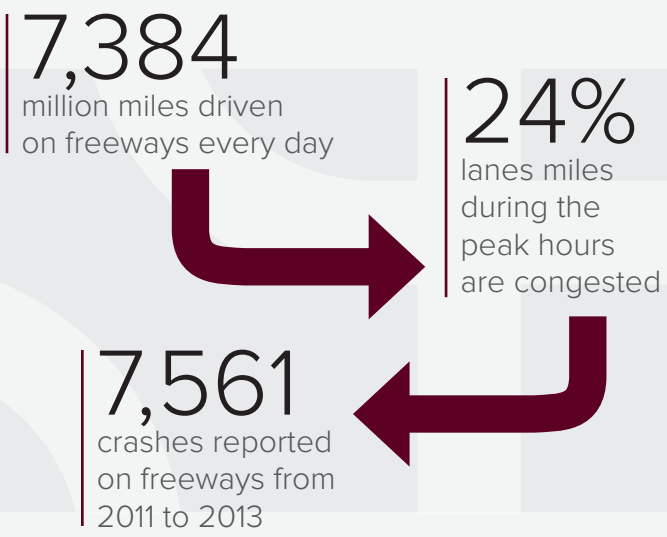 7,384
million miles driven
on freeways every day
24%
lanes miles
during the
peak hours
are congested
7,561
crashes reported
on freeways from
2011 to 2013